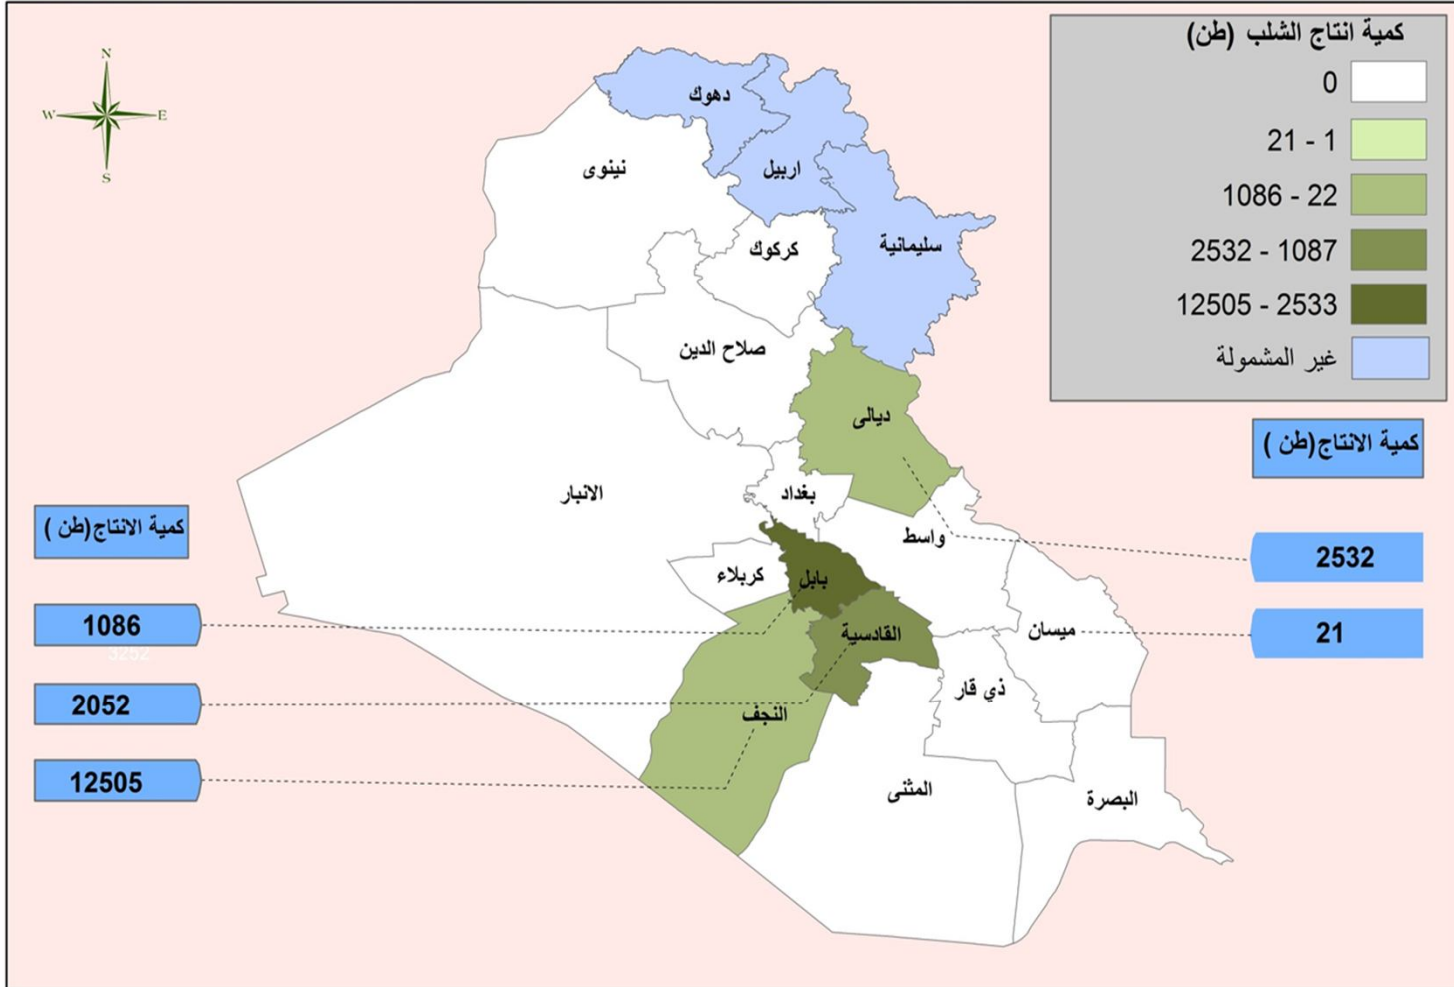 كمية انتاج الشلب (طن)
0
21 - 1
1086 - 22
2532 - 1087
12505 - 2533
غير المشمولة
N
W
E
S
دهوك
نينوى
اربيل
سليمانية
كركوك
صلاح الدين
ديالى
كمية الانتاج(طن )
2532
21
بغداد
الانبار
واسط
كربلاء
بابل
القادسية
ميسان
ذي قار
النجف
المثنى
البصرة
كمية الانتاج(طن )
1086
3252
2052
12505